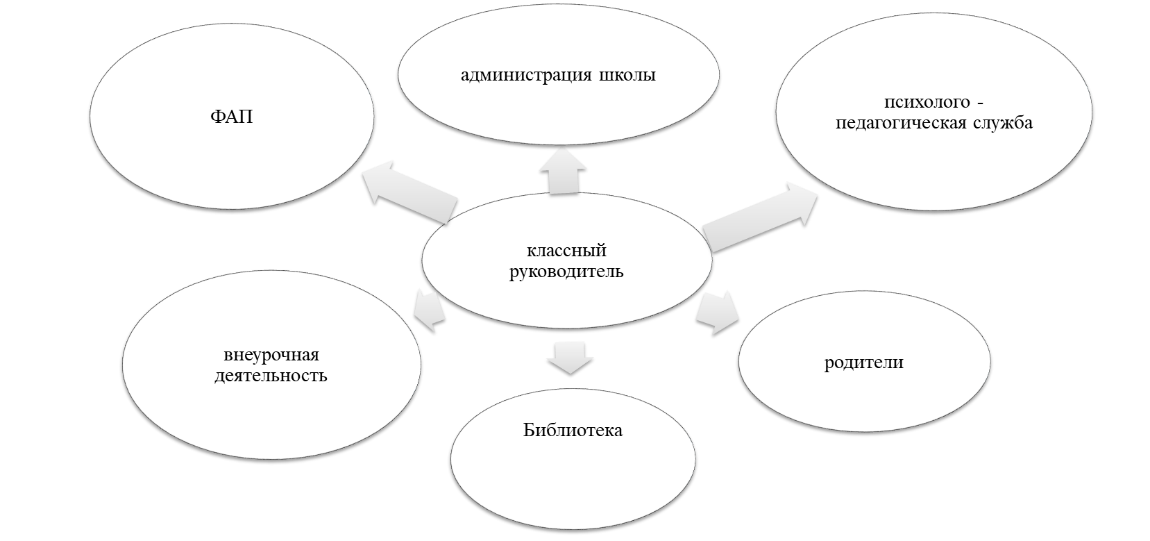 ФАП
администрация школы
психолого -
педагогическая служба
классный
руководитель
внеурочная
деятельность
родители
Библиотека